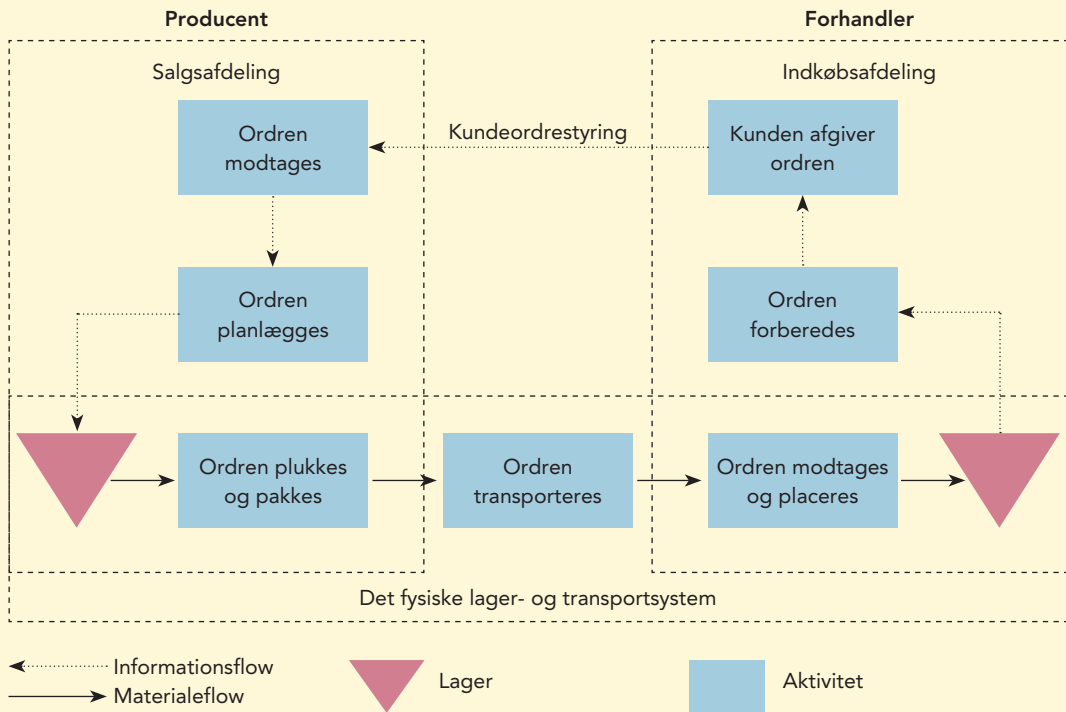 Producent
Forhandler
Salgsafdeling
Indkøbsafdeling
Ordren
modtages
Kundeordrestyring
Kunden afgiver
ordren
Ordren
planlægges
Ordren
forberedes
Ordren plukkes
og pakkes
Ordren
transporteres
Ordren modtages
og placeres
Det fysiske lager- og transportsystem
Informationsflow
Materialeflow
Lager
Aktivitet